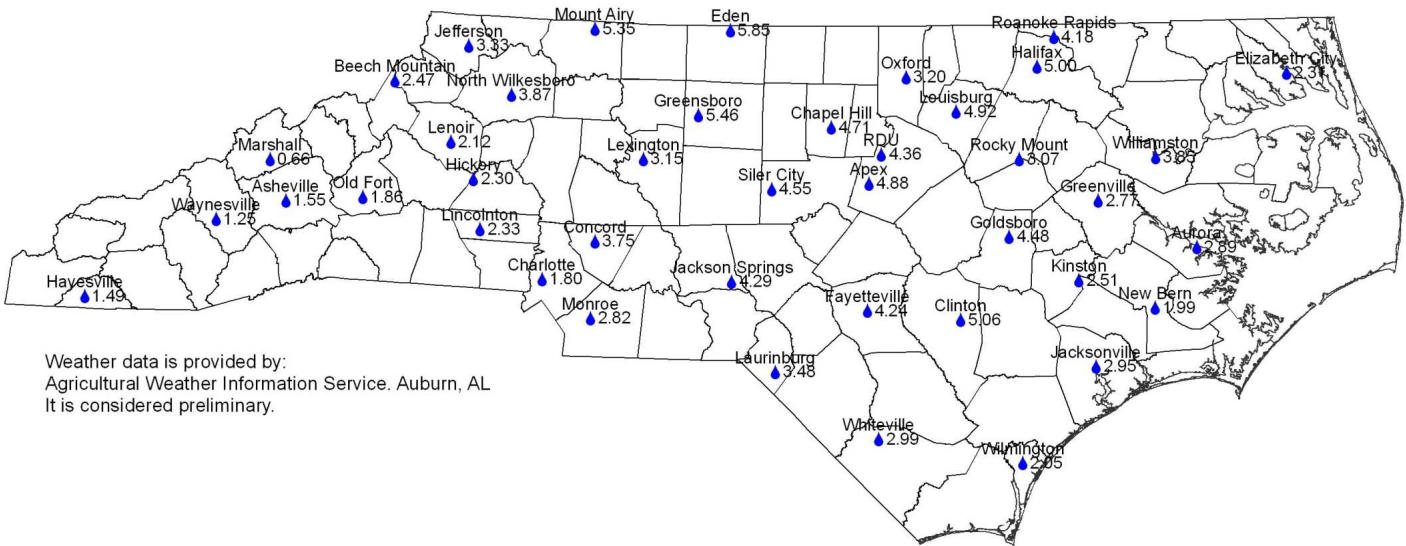 Mount Airy
5.35
Eden
5.85
Roanoke Rapids
4.18
Jefferson
3.33
Halifax
5.00
Elizabeth City
2.37
Beech Mountain
2.47
North Wilkesboro
3.87
Oxford
3.20
Greensboro
5.46
Louisburg
4.92
Chapel Hill
4.71
Lenoir
2.12
RDU
4.36
Marshall
0.66
Lexington
3.15
Rocky Mount
3.07
Williamston
Hickory
2.30
Siler City
4.55
Apex
4.88
Old Fort
1.86
Asheville
1.55
Greenville
2.77
Waynesville
1.25
Lincolnton
2.33
Concord
3.75
Goldsboro
4.48
Aurora
2.89
Charlotte
1.80
Jackson Springs
4.29
Kinston
2.51
Hayesville
1.49
New Bern
1.99
Monroe
2.82
Fayetteville
4.24
Clinton
5.06
Jacksonville
2.95
Laurinburg
3.48
Weather data is provided by:
Agricultural Weather Information Service. Auburn, AL
It is considered preliminary.
Whiteville
2.99
Wilmington
2.05